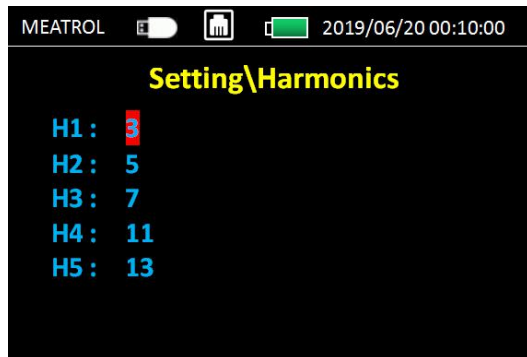 MEATROL 2019/06/20 00:10:00
Setting\Harmonics
H1 : 3
H2 : 5
H3 : 7
H4 : 11
H5 : 13